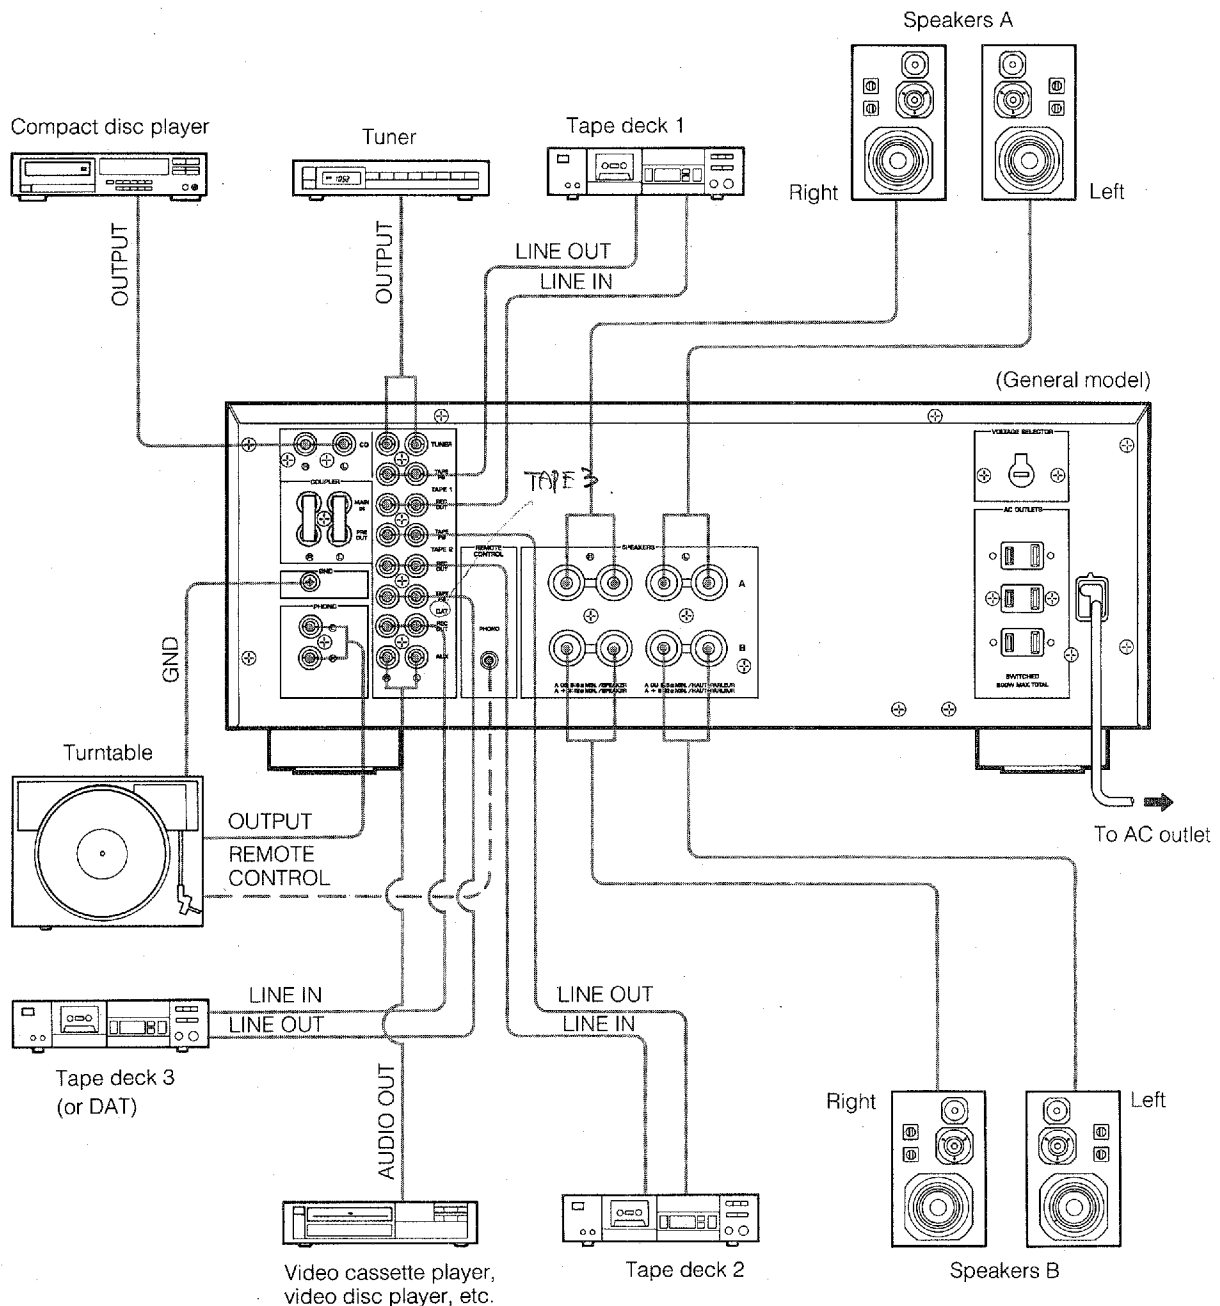 Speakers A
Compact disc player
Tuner
Tape deck 1
Right
Left
OUTPUT
OUTPUT
LINE OUT
LINE IN
(General model)
VOLTAGE SELECTOR
CD
TUNER
R
L
TAPE PB
TAPE 3
COUPLER
TAPE 1
MAIN IN
REC OUT
AC OUTLETS
PRE OUT
TAPE PB
R
L
TAPE 2
REMOTE CONTROL
SPEAKERS
R
L
GND
REC OUT
A
TAPE PB
PHONO
DAT
L
REC OUT
PHONO
R
B
AUX
R
L
SWITCHED
MAX. TOTAL
GND
Turntable
OUTPUT
REMOTE
CONTROL
To AC outlet
LINE IN
LINE OUT
LINE OUT
LINE IN
Tape deck 3
(or DAT)
AUDIO OUT
Right
Left
Video cassette player,
video disc player, etc.
Tape deck 2
Speakers B